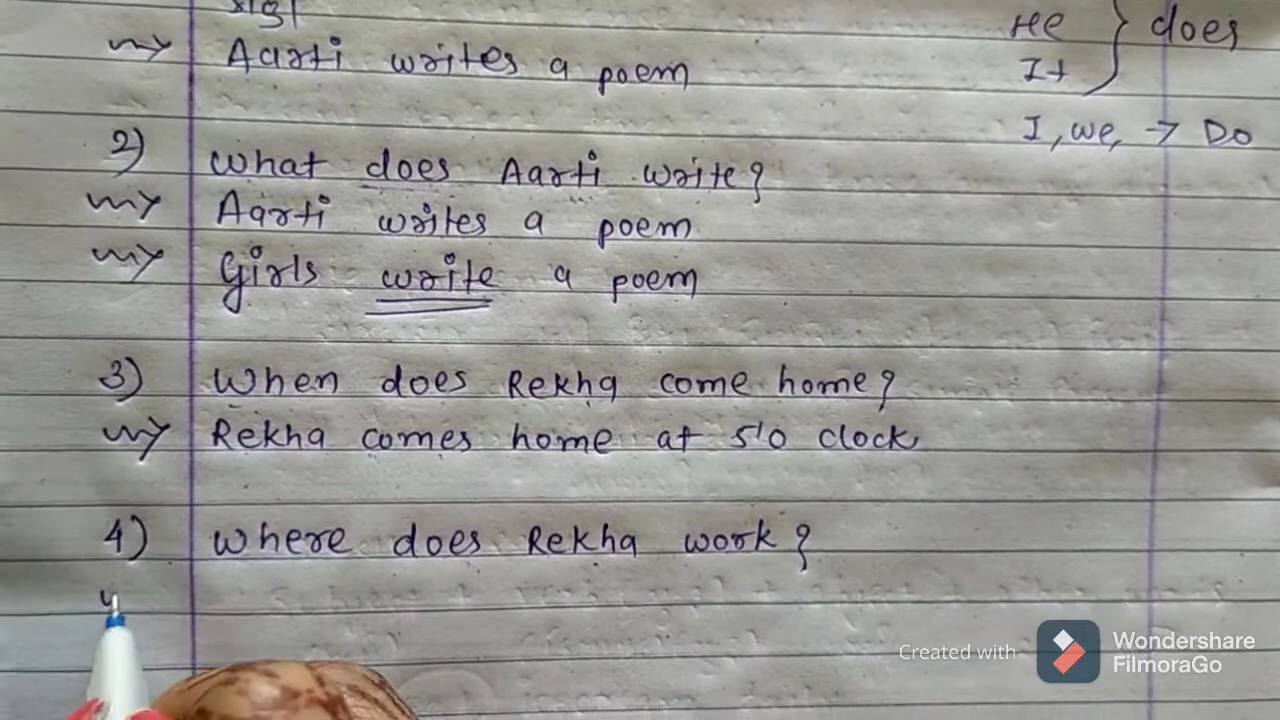 He } does
It
Aarti writes a poem
I, we, → Do
2) What does Aarti write?
Aarti writes a poem
Girls write a poem
3) When does Rekha come home?
Rekha comes home at 5'o clock
4) Where does Rekha work?
Created with Wondershare FilmoraGo